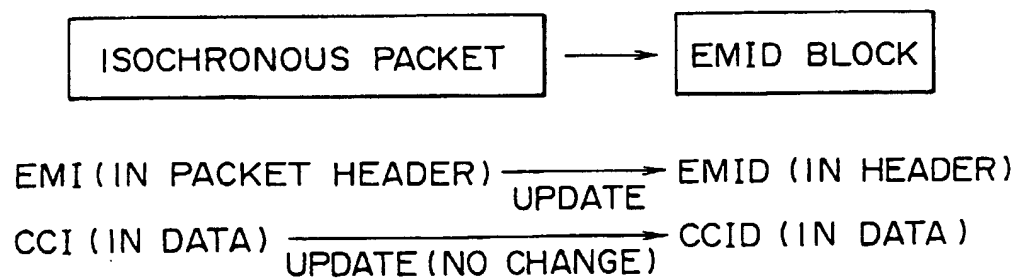 ISOCHRONOUS PACKET → EMID BLOCK
EMI (IN PACKET HEADER) → EMID (IN HEADER)
UPDATE
CCI (IN DATA) → CCID (IN DATA)
UPDATE (NO CHANGE)